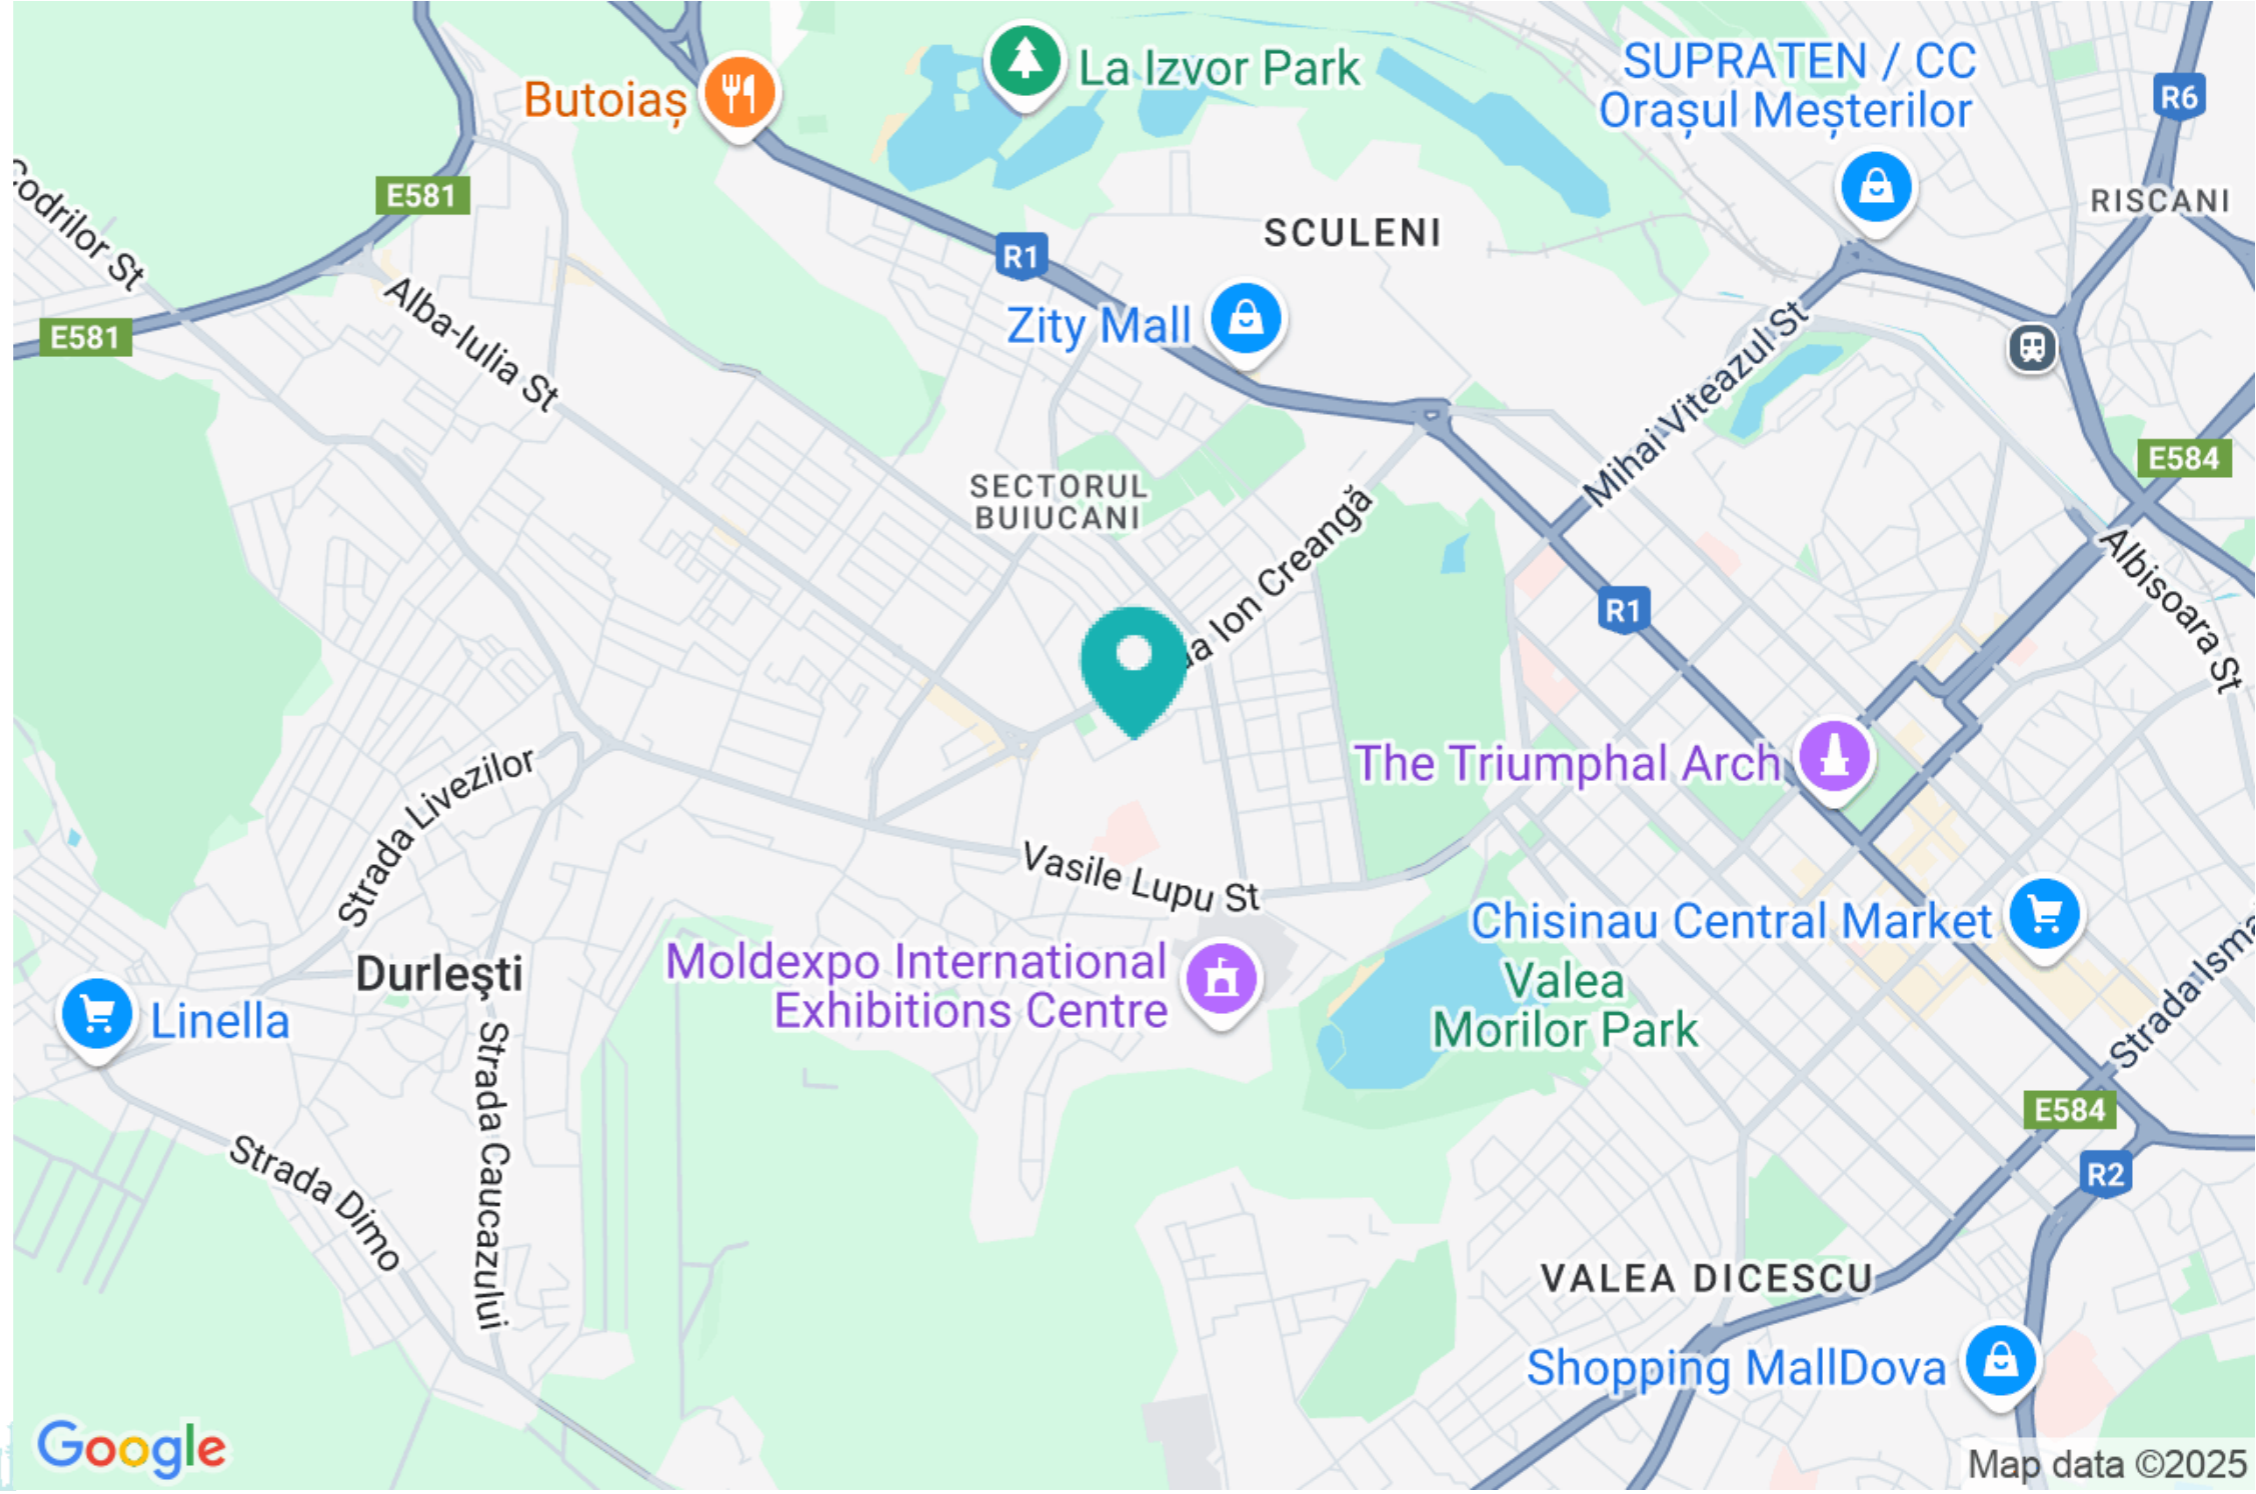 La Izvor Park
SUPRATEN / CC
Orașul Meșterilor
Butoiaș
R6
E581
RISCANI
Codrilor St
SCULENI
R1
E581
Alba-Iulia St
Zity Mall
Mihai Viteazul St
E584
SECTORUL
BUIUCANI
Ion Creangă
R1
Albisoara St
The Triumphal Arch
Strada Livezilor
Vasile Lupu St
Chisinau Central Market
Moldexpo International
Exhibitions Centre
Durleşti
Valea
Morilor Park
Linella
Strada
Strada Caucazului
E584
Strada Dimo
R2
VALEA DICESCU
Shopping MallDova
Google
Map data ©2025